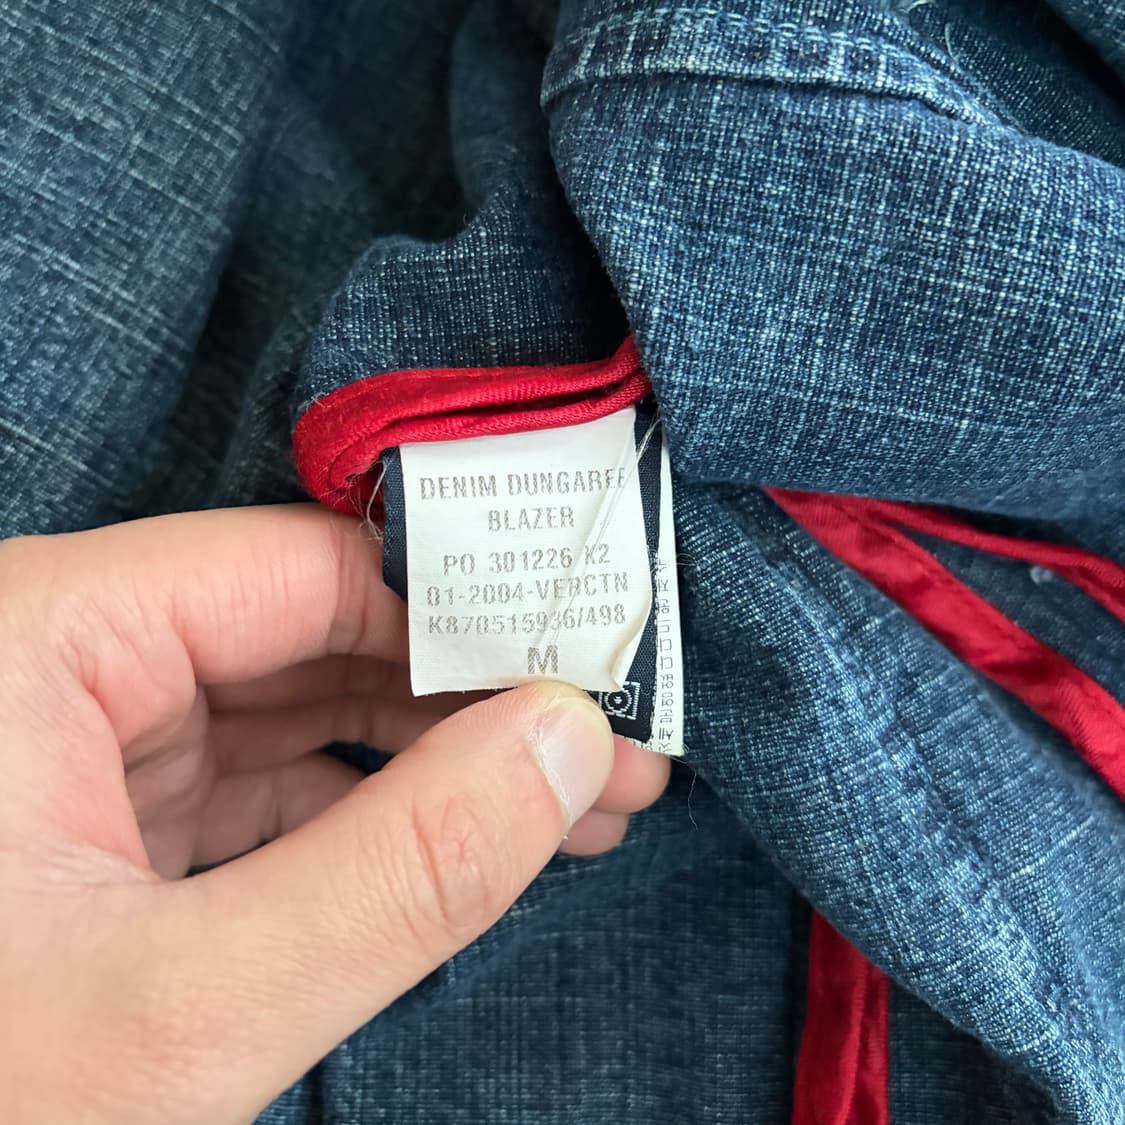 DENIM DUNGAREE
BLAZER
PO 301226 K2
01-2004-VERCTN
K870515936/498
M